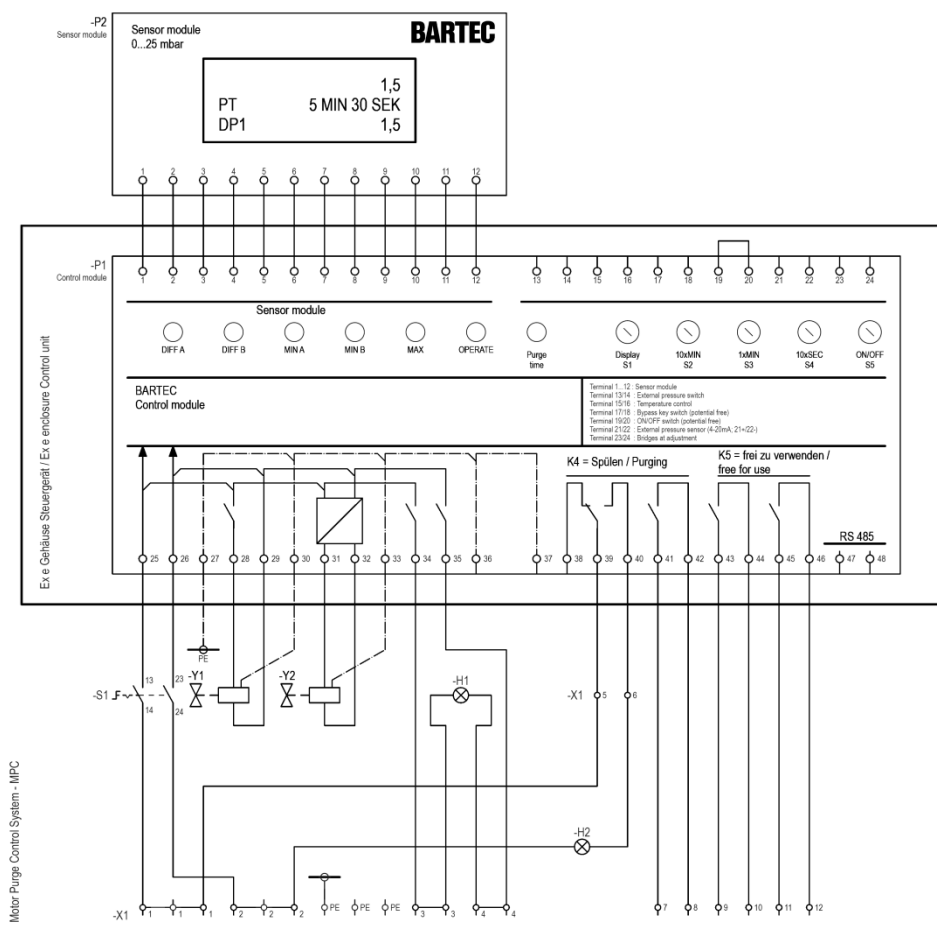 -P2
Sensor module
Sensor module
0...25 mbar
BARTEC
1,5
PT 5 MIN 30 SEK
DP1 1,5
1 2 3 4 5 6 7 8 9 10 11 12
-P1
Control module
1 2 3 4 5 6 7 8 9 10 11 12 13 14 15 16 17 18 19 20 21 22 23 24
Sensor module
DIFF A DIFF B MIN A MIN B MAX OPERATE
Purge time
Display S1
10xMIN S2
1xMIN S3
10xSEC S4
ON/OFF S5
BARTEC
Control module
Terminal 1...12 : Sensor module
Terminal 13/14 : External pressure switch
Terminal 15/16 : Temperature control
Terminal 17/18 : Bypass key switch (potential free)
Terminal 19/20 : ON/OFF switch (potential free)
Terminal 21/22 : External pressure sensor (4-20mA; 21+/22-)
Terminal 23/24 : Bridges at adjustment
K4 = Spülen / Purging
K5 = frei zu verwenden /
free for use
RS 485
25 26 27 28 29 30 31 32 33 34 35 36 37 38 39 40 41 42 43 44 45 46 47 48
Ex e Gehäuse Steuergerät / Ex e enclosure Control unit
PE
-S1 13 14 23 24
-Y1
-Y2
-H1
-X1 5 6
-H2
Motor Purge Control System - MPC
-X1 1 1 1 2 2 2 PE PE PE 3 3 4 4 7 8 9 10 11 12